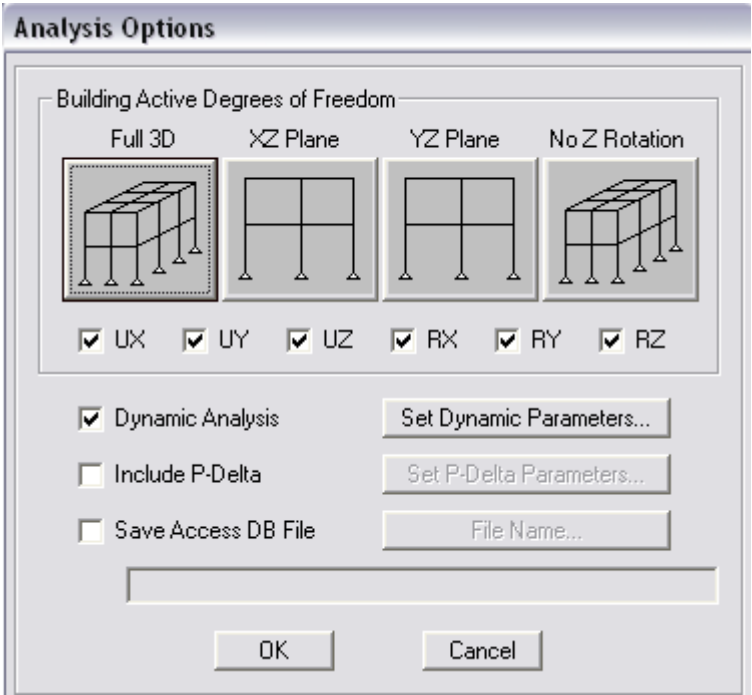 Analysis Options
Building Active Degrees of Freedom
Full 3D XZ Plane YZ Plane No Z Rotation
UX UY UZ RX RY RZ
Dynamic Analysis Set Dynamic Parameters...
Include P-Delta Set P-Delta Parameters...
Save Access DB File File Name...
OK Cancel